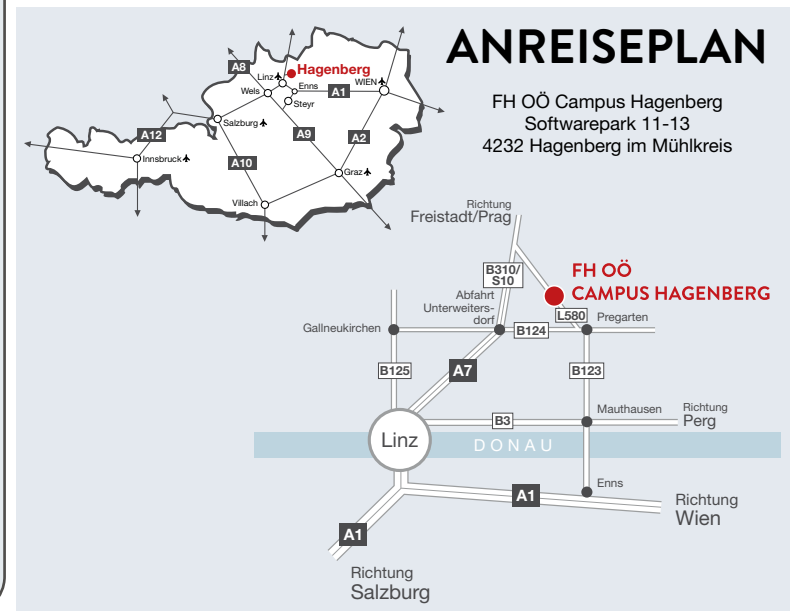 ANREISEPLAN
FH OÖ Campus Hagenberg
Softwarepark 11-13
4232 Hagenberg im Mühlkreis
A8
Linz
Hagenberg
Wels
Enns
A1
WIEN
Steyr
Salzburg
A12
A9
A2
Innsbruck
A10
Graz
Villach
Richtung
Freistadt/Prag
B310/
S10
FH OÖ
CAMPUS HAGENBERG
Abfahrt
Unterweiters-
dorf
L580
Pregarten
Gallneukirchen
B124
B125
A7
B123
Mauthausen
Richtung
Perg
B3
Linz
DONAU
Enns
A1
Richtung
Wien
A1
Richtung
Salzburg